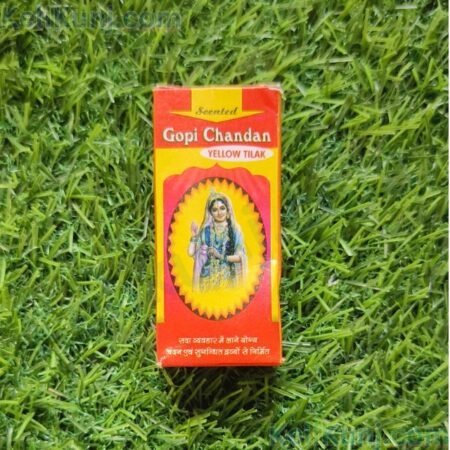 Scented
Gopi Chandan
YELLOW TILAK
सदा व्यवहार में लाने योग्य
चंदन एवं सुगन्धित द्रव्यों से निर्मित